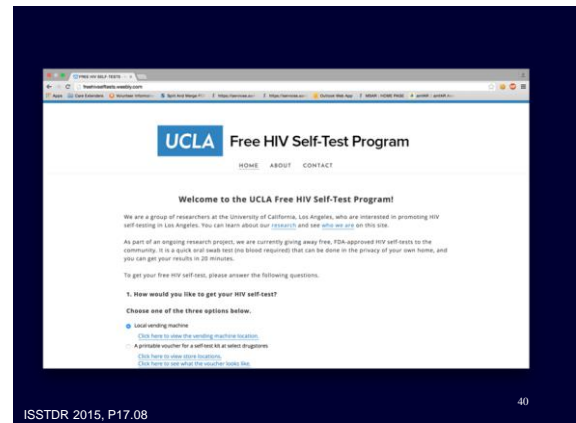 FREE HIV SELF-TESTS
freehivselftests.weebly.com
Apps
UCLA Free HIV Self-Test Program
HOME ABOUT CONTACT
Welcome to the UCLA Free HIV Self-Test Program!
We are a group of researchers at the University of California, Los Angeles, who are interested in promoting HIV
self-testing in Los Angeles. You can learn about our research and see who we are on this site.
As part of an ongoing research project, we are currently giving away free, FDA-approved HIV self-tests to the
community. It is a quick oral swab test (no blood required) that can be done in the privacy of your own home, and
you can get your results in 20 minutes.
To get your free HIV self-test, please answer the following questions.
1. How would you like to get your HIV self-test?
Choose one of the three options below.
Local vending machine
Click here to view the vending machine location.
A printable voucher for a self-test kit at select drugstores
Click here to view store locations.
Click here to see what the voucher looks like
40
ISSTDR 2015, P17.08